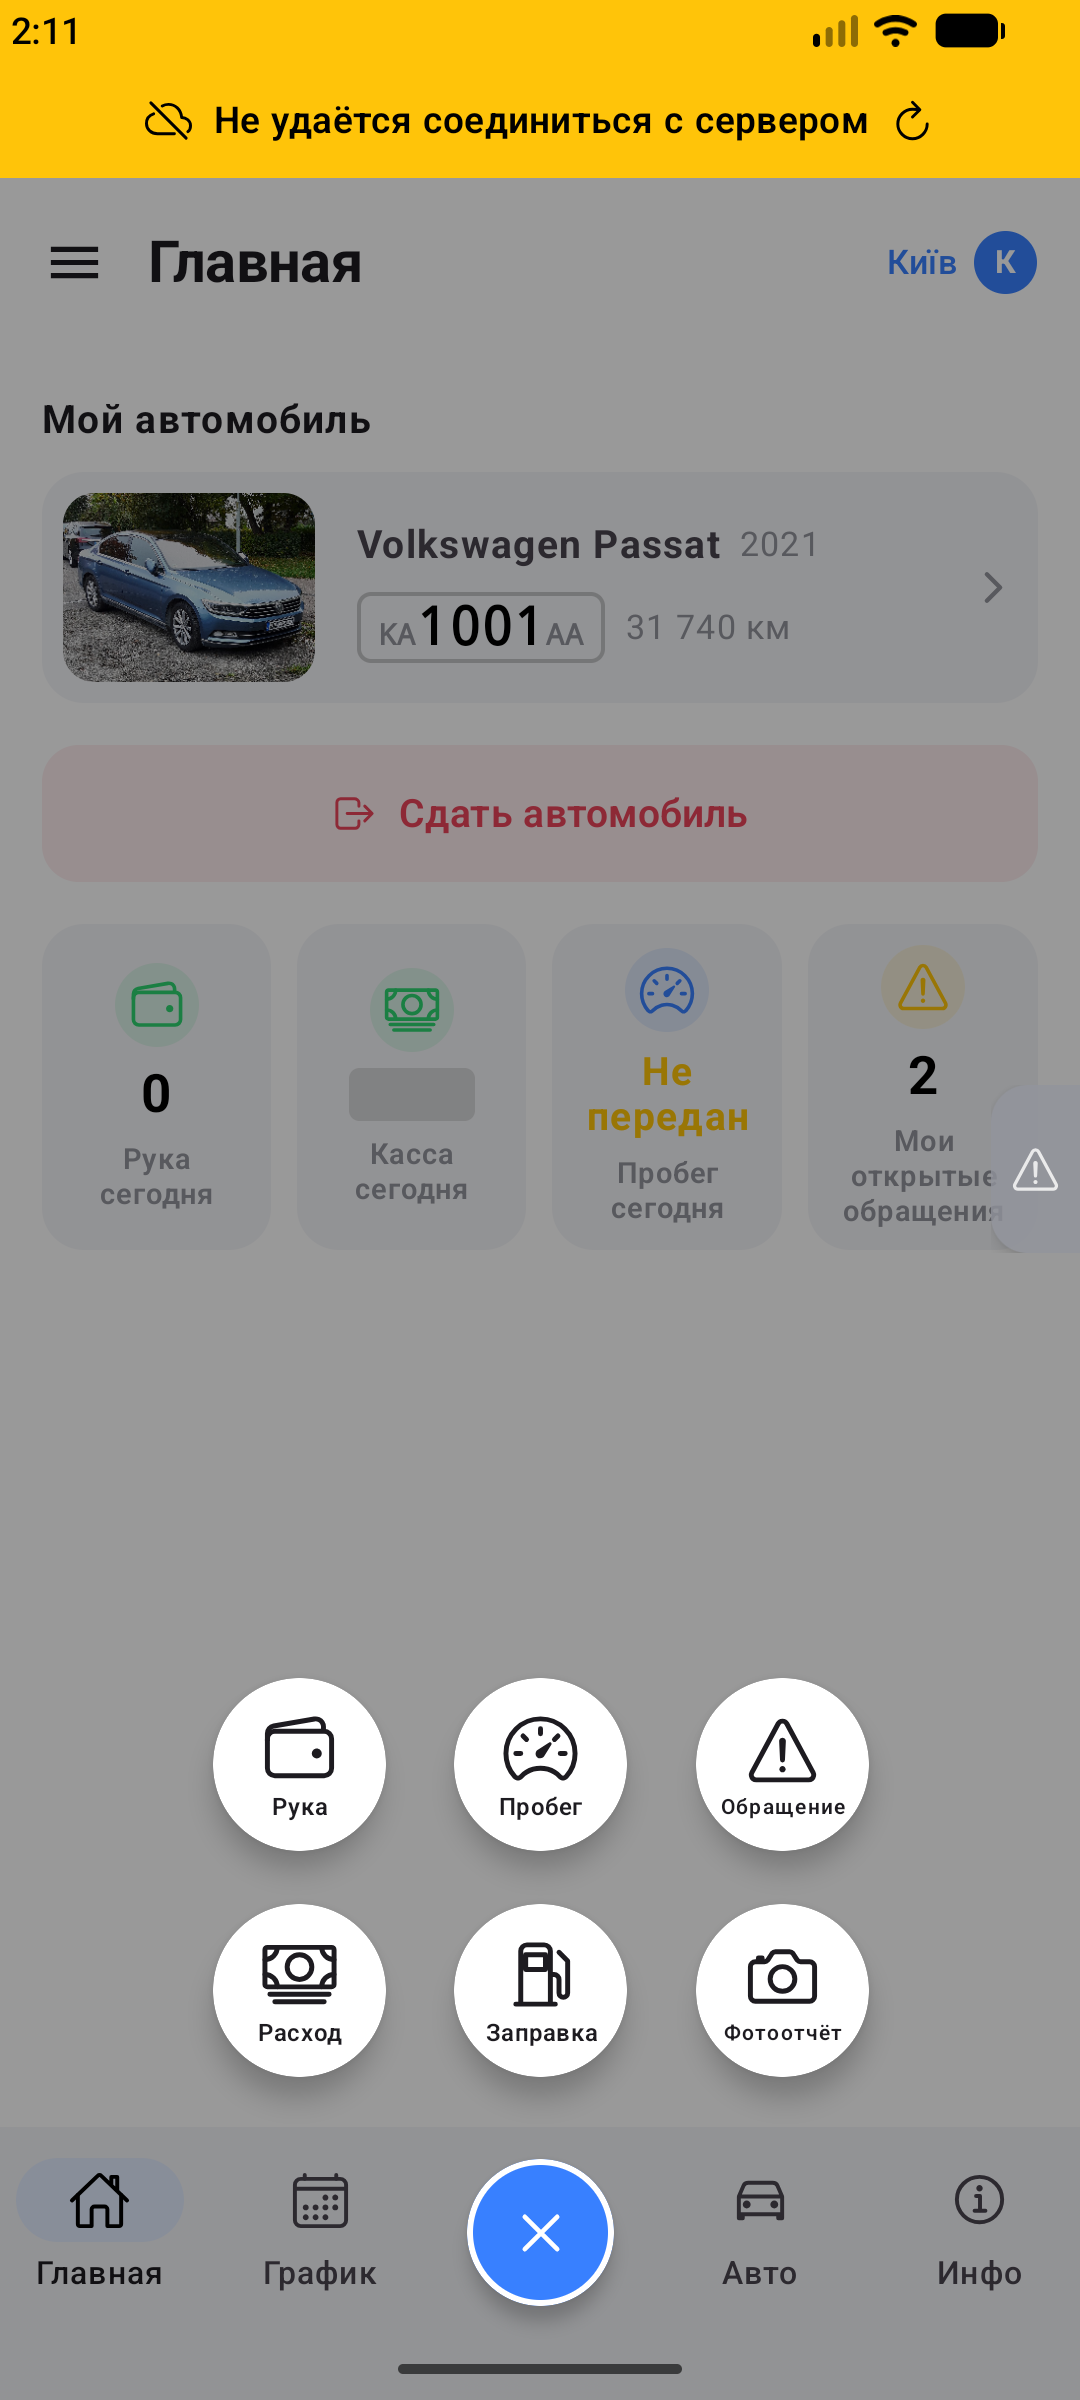 2:11
Не удаётся соединиться с сервером
Главная
Київ
К
Мой автомобиль
Volkswagen Passat 2021
KA 1001 AA
31 740 км
Сдать автомобиль
0
Рука
сегодня
Касса
сегодня
Не
передан
Пробег
сегодня
2
Мои
открытые
обращения
Рука
Пробег
Обращение
Расход
Заправка
Фотоотчёт
Главная
График
Авто
Инфо